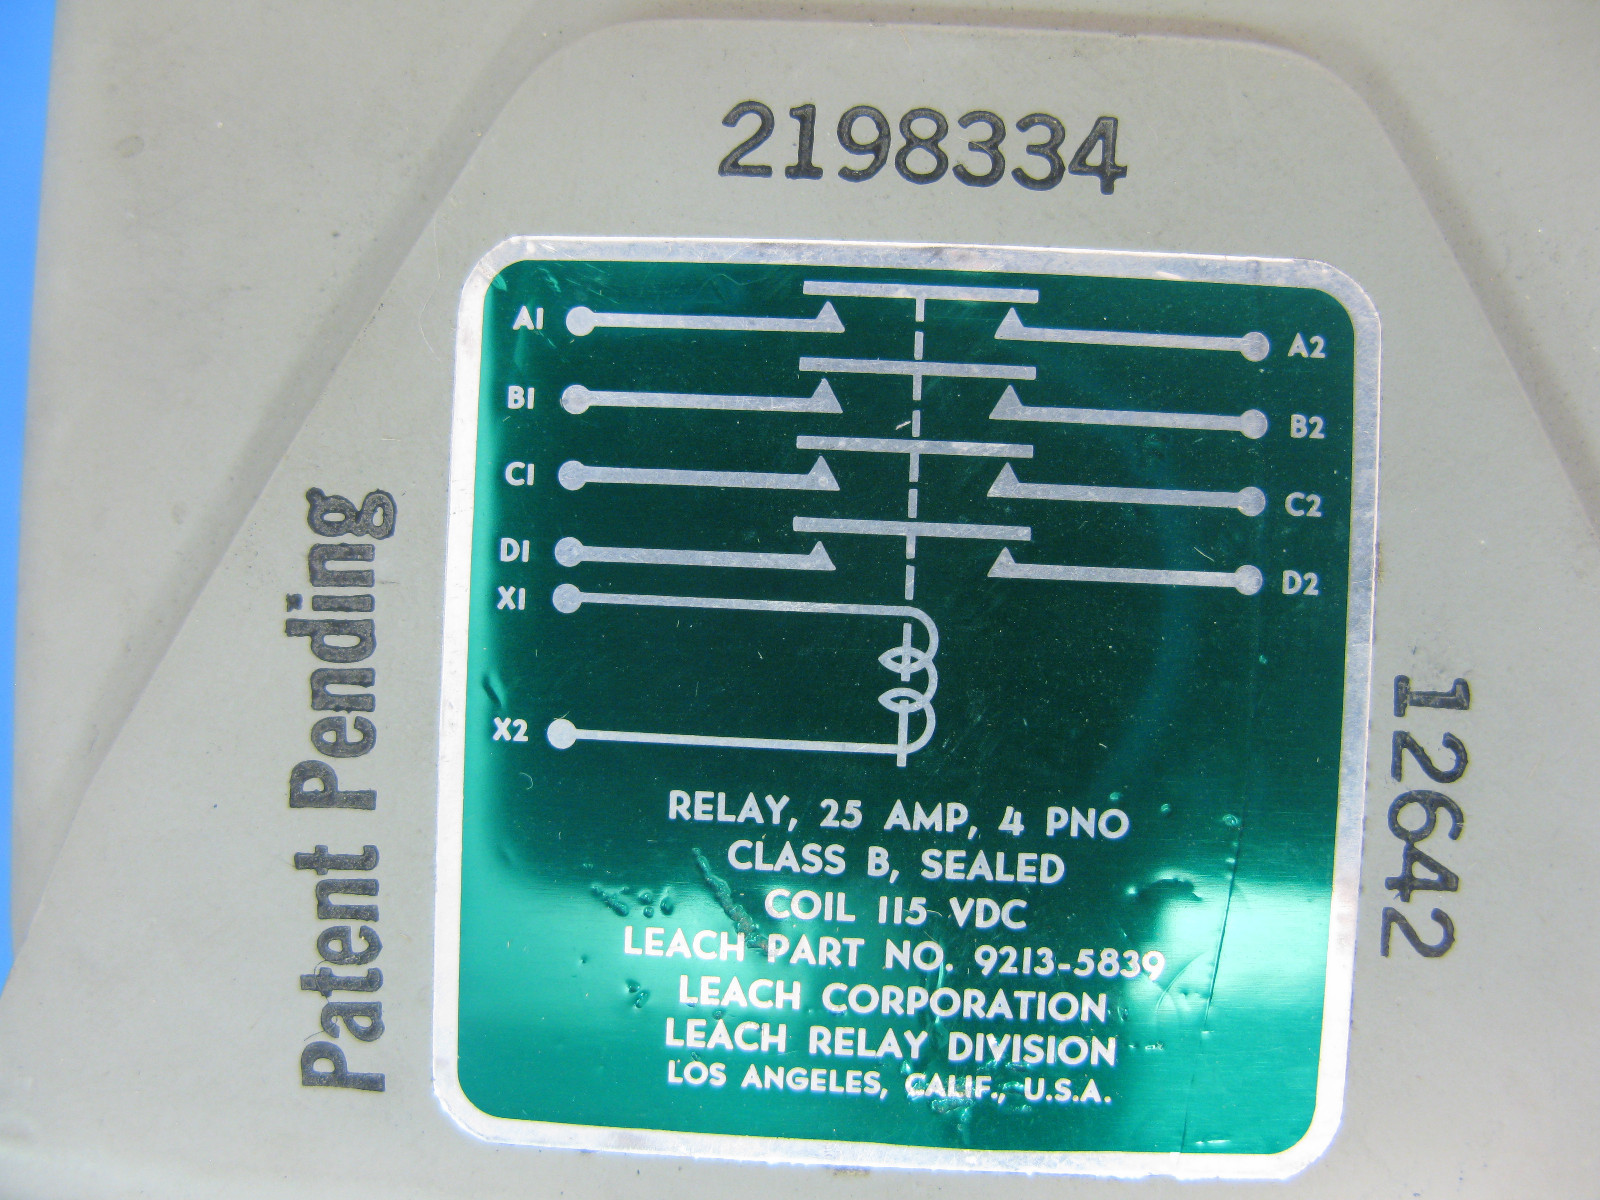 2198334
A1
A2
B1
B2
C1
C2
D1
D2
X1
X2
RELAY, 25 AMP, 4 PNO
CLASS B, SEALED
COIL 115 VDC
LEACH PART NO. 9213-5839
LEACH CORPORATION
LEACH RELAY DIVISION
LOS ANGELES, CALIF., U.S.A.
Patent Pending
12642